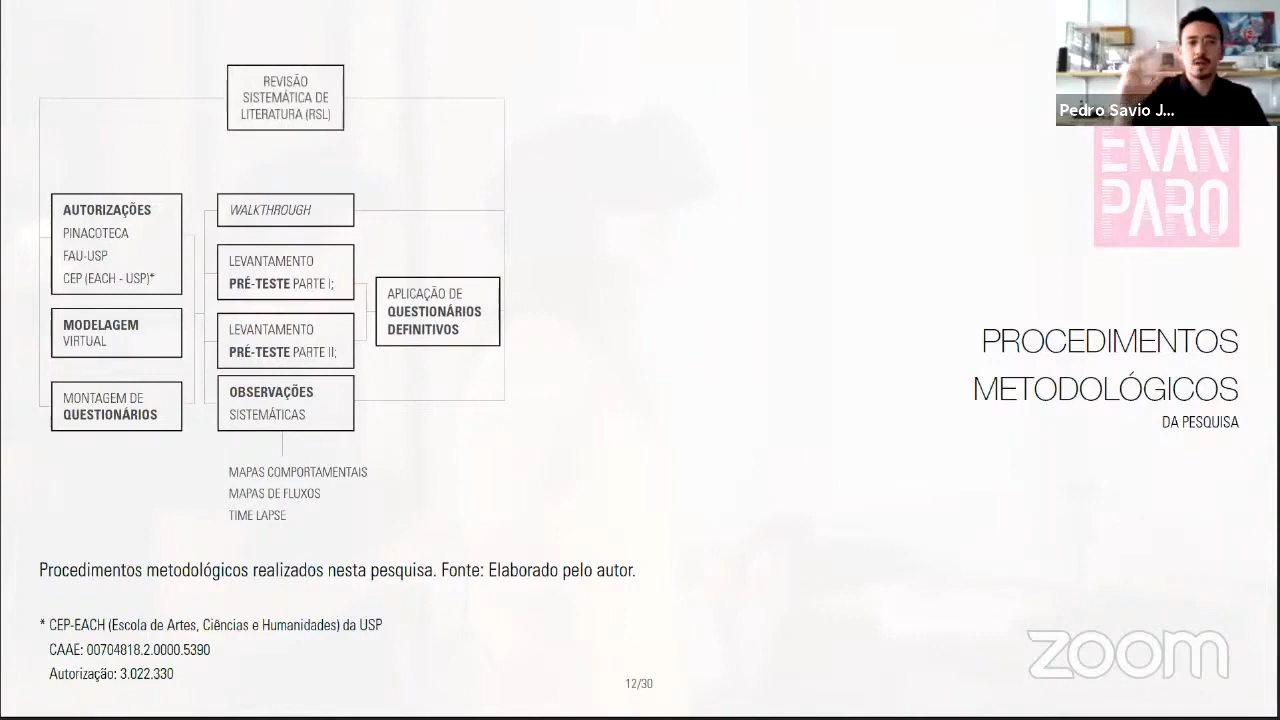 REVISÃO
SISTEMÁTICA DE
LITERATURA (RSL)
AUTORIZAÇÕES
PINACOTECA
FAU-USP
CEP (EACH - USP)*
MODELAGEM
VIRTUAL
MONTAGEM DE
QUESTIONÁRIOS
WALKTHROUGH
LEVANTAMENTO
PRÉ-TESTE PARTE I;
LEVANTAMENTO
PRÉ-TESTE PARTE II;
OBSERVAÇÕES
SISTEMÁTICAS
MAPAS COMPORTAMENTAIS
MAPAS DE FLUXOS
TIME LAPSE
APLICAÇÃO DE
QUESTIONÁRIOS
DEFINITIVOS
Procedimentos metodológicos realizados nesta pesquisa. Fonte: Elaborado pelo autor.
* CEP-EACH (Escola de Artes, Ciências e Humanidades) da USP
CAAE: 00704818.2.0000.5390
Autorização: 3.022.330
12/30
Pedro Savio J...
ENAN
PARQ
PROCEDIMENTOS
METODOLÓGICOS
DA PESQUISA
zoom